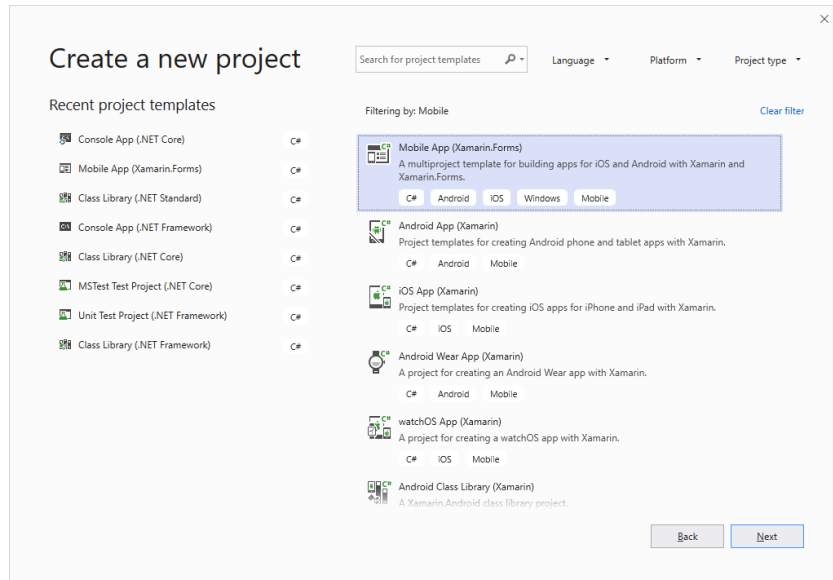 Create a new project
Search for project templates
Language
Platform
Project type
Recent project templates
Filtering by: Mobile
Clear filter
Console App (.NET Core)
C#
Mobile App (Xamarin.Forms)
C#
Class Library (.NET Standard)
C#
Console App (.NET Framework)
C#
Class Library (.NET Core)
C#
MSTest Test Project (.NET Core)
C#
Unit Test Project (.NET Framework)
C#
Class Library (.NET Framework)
C#
Mobile App (Xamarin.Forms)
A multiproject template for building apps for iOS and Android with Xamarin and
Xamarin.Forms.
C# Android iOS Windows Mobile
Android App (Xamarin)
Project templates for creating Android phone and tablet apps with Xamarin.
C# Android Mobile
iOS App (Xamarin)
Project templates for creating iOS apps for iPhone and iPad with Xamarin.
C# iOS Mobile
Android Wear App (Xamarin)
A project for creating an Android Wear app with Xamarin.
C# Android Mobile
watchOS App (Xamarin)
A project for creating a watchOS app with Xamarin.
C# iOS Mobile
Android Class Library (Xamarin)
A Xamarin.Android class library project.
Back
Next